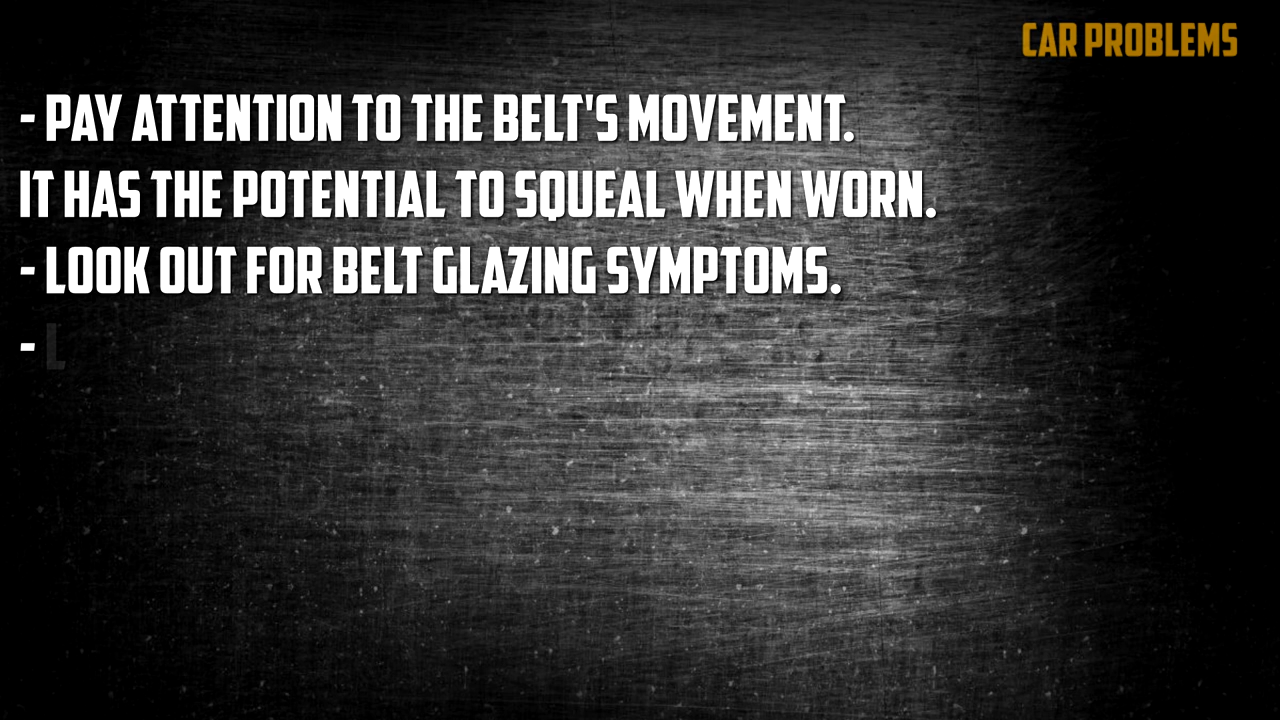 CAR PROBLEMS
- PAY ATTENTION TO THE BELT'S MOVEMENT.
IT HAS THE POTENTIAL TO SQUEAL WHEN WORN.
- LOOK OUT FOR BELT GLAZING SYMPTOMS.
- L